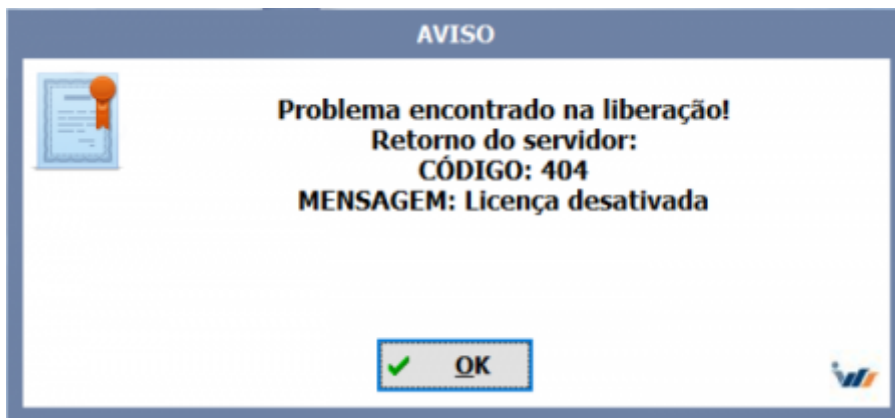 AVISO
Problema encontrado na liberação!
Retorno do servidor:
CÓDIGO: 404
MENSAGEM: Licença desativada
OK